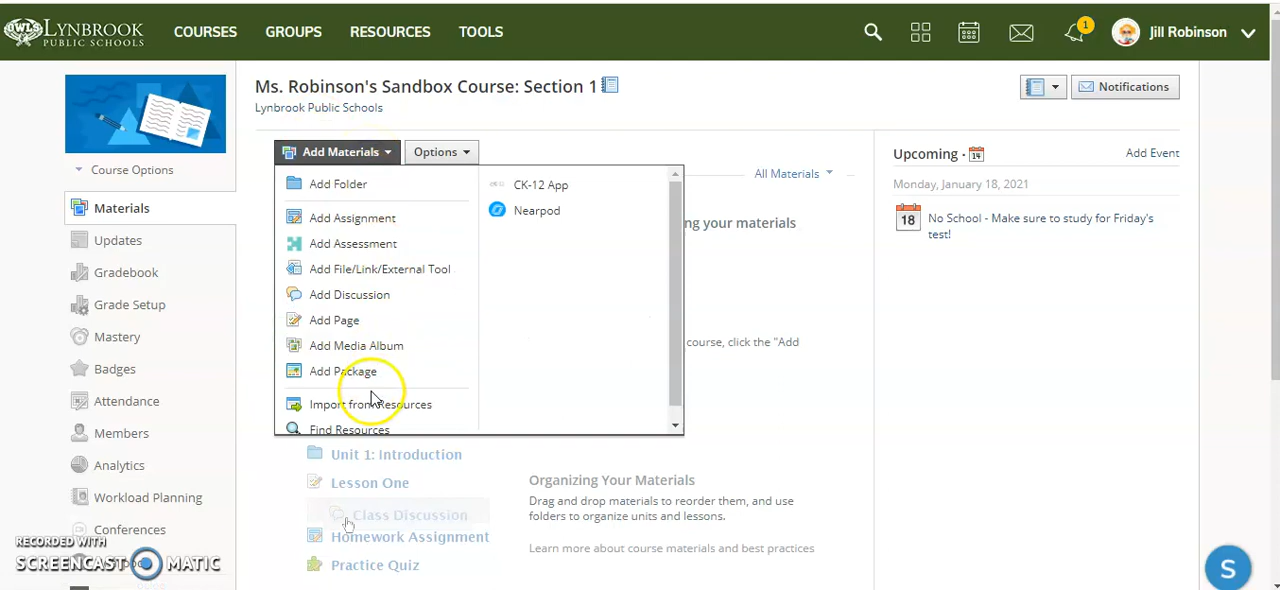 OWLS LYNBROOK
PUBLIC SCHOOLS
COURSES GROUPS RESOURCES TOOLS
1
Jill Robinson
Ms. Robinson's Sandbox Course: Section 1
Lynbrook Public Schools
Notifications
Course Options
Materials
Updates
Gradebook
Grade Setup
Mastery
Badges
Attendance
Members
Analytics
Workload Planning
Conferences
RECORDED WITH
SCREENCAST MATIC
Add Materials
Options
All Materials
Add Folder
Add Assignment
Add Assessment
Add File/Link/External Tool
Add Discussion
Add Page
Add Media Album
Add Package
Import from Resources
Find Resources
CK-12 App
Nearpod
ng your materials
course, click the "Add
Unit 1: Introduction
Lesson One
Class Discussion
Homework Assignment
Practice Quiz
Organizing Your Materials
Drag and drop materials to reorder them, and use
folders to organize units and lessons.
Learn more about course materials and best practices
Upcoming · 14
Add Event
Monday, January 18, 2021
18
No School - Make sure to study for Friday's
test!
S